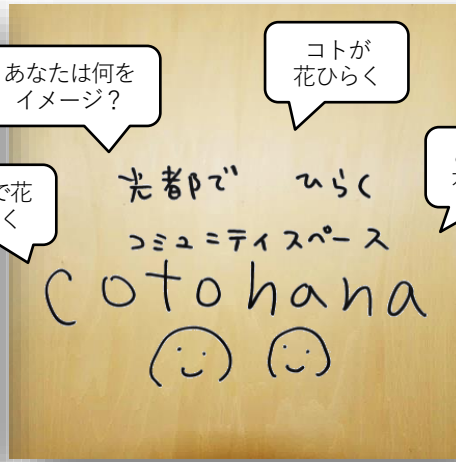 あなたは何を
イメージ？
コトが
花ひらく
で花
く
光都で ひらく
コミュニティスペース
cotohana